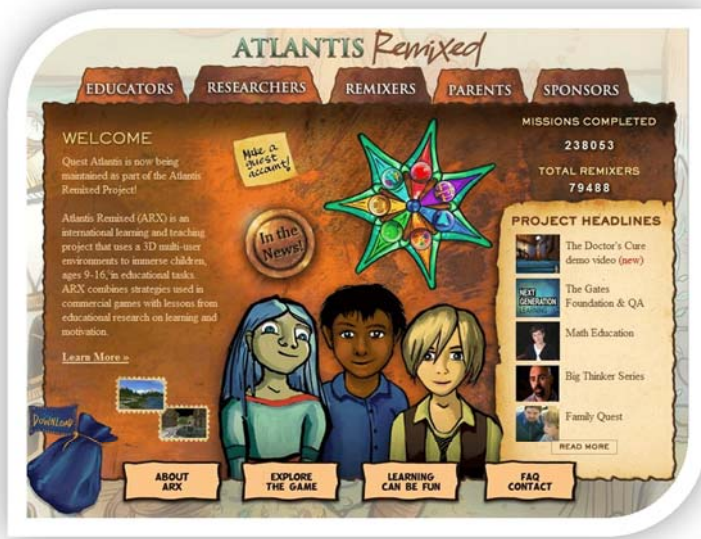 ATLANTIS Remixed
EDUCATORS
RESEARCHERS
REMIXERS
PARENTS
SPONSORS
WELCOME
Quest Atlantis is now being
maintained as part of the Atlantis
Remixed Project!
Atlantis Remixed (ARX) is an
international learning and teaching
project that uses a 3D multi-user
environments to immerse children,
ages 9-16, in educational tasks.
ARX combines strategies used in
commercial games with lessons from
educational research on learning and
motivation.
Learn More »
Make a
guest
account!
In the
News!
MISSIONS COMPLETED
238053
TOTAL REMIXERS
79488
PROJECT HEADLINES
The Doctor's Cure
demo video (new)
NEXT
GENERATION
LEARNING
The Gates
Foundation & QA
Math Education
Big Thinker Series
Family Quest
READ MORE
DOWNLOAD
ABOUT
ARX
EXPLORE
THE GAME
LEARNING
CAN BE FUN
FAQ
CONTACT